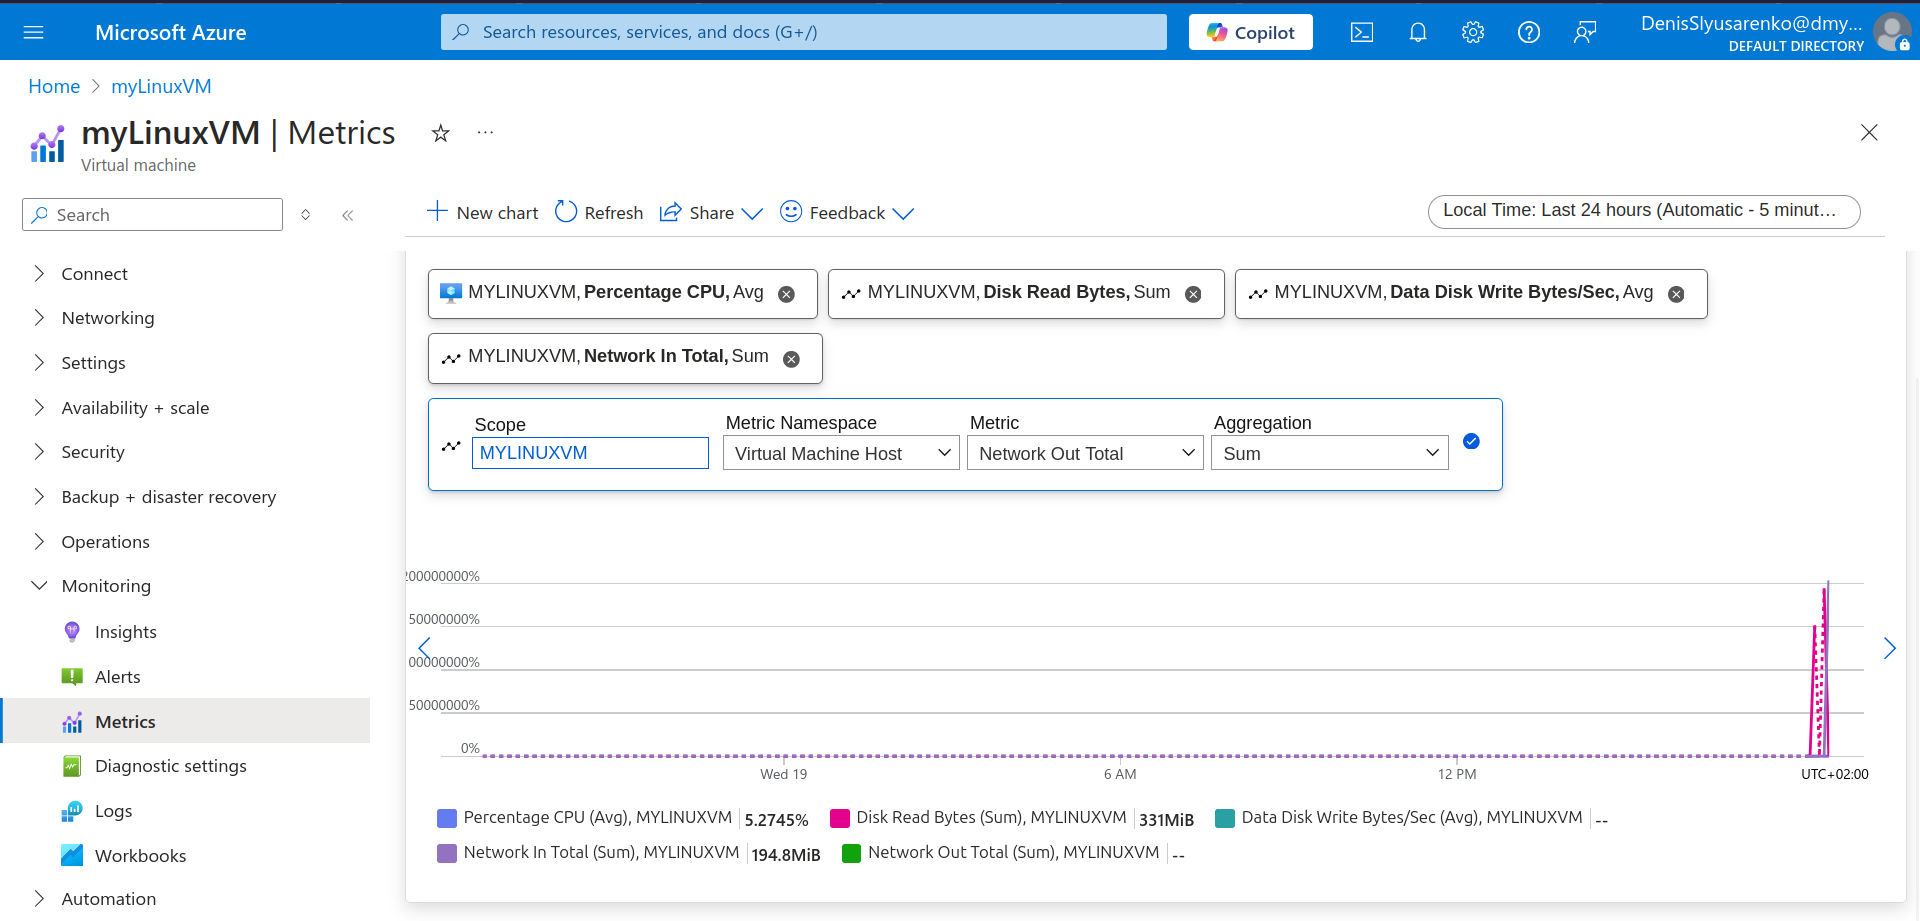 Microsoft Azure
Search resources, services, and docs (G+/)
Copilot
DenisSlyusarenko@dmy...
DEFAULT DIRECTORY
Home > myLinuxVM
myLinuxVM | Metrics
Virtual machine
Search
New chart
Refresh
Share
Feedback
Local Time: Last 24 hours (Automatic - 5 minut...
Connect
Networking
Settings
Availability + scale
Security
Backup + disaster recovery
Operations
Monitoring
Insights
Alerts
Metrics
Diagnostic settings
Logs
Workbooks
Automation
MYLINUXVM, Percentage CPU, Avg
MYLINUXVM, Disk Read Bytes, Sum
MYLINUXVM, Data Disk Write Bytes/Sec, Avg
MYLINUXVM, Network In Total, Sum
Scope
MYLINUXVM
Metric Namespace
Virtual Machine Host
Metric
Network Out Total
Aggregation
Sum
200000000%
50000000%
00000000%
50000000%
0%
Wed 19
6 AM
12 PM
UTC+02:00
Percentage CPU (Avg), MYLINUXVM | 5.2745%
Disk Read Bytes (Sum), MYLINUXVM | 331MiB
Data Disk Write Bytes/Sec (Avg), MYLINUXVM | --
Network In Total (Sum), MYLINUXVM | 194.8MiB
Network Out Total (Sum), MYLINUXVM | --